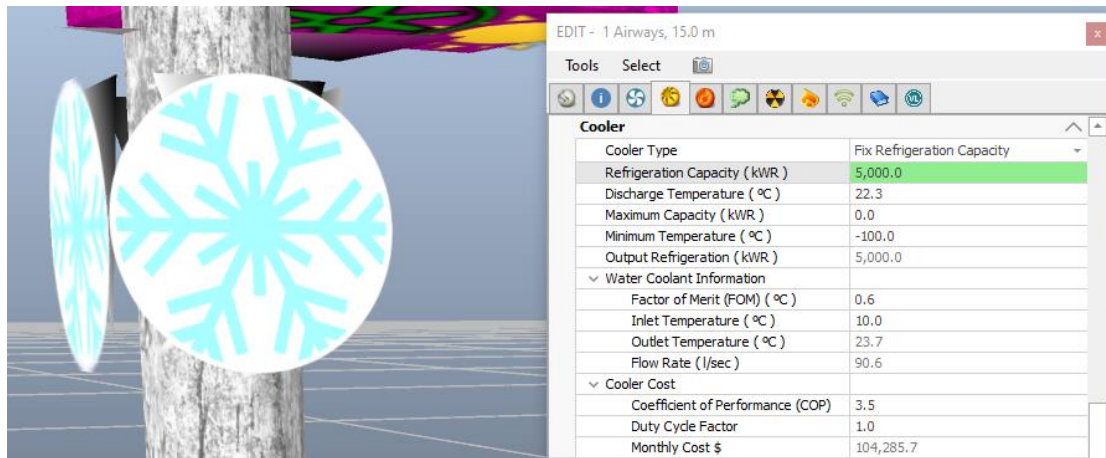 EDIT - 1 Airways, 15.0 m
x
Tools Select
Cooler
Cooler Type Fix Refrigeration Capacity
Refrigeration Capacity ( kWR ) 5,000.0
Discharge Temperature ( ºC ) 22.3
Maximum Capacity ( kWR ) 0.0
Minimum Temperature ( ºC ) -100.0
Output Refrigeration ( kWR ) 5,000.0
Water Coolant Information
Factor of Merit (FOM) ( ºC ) 0.6
Inlet Temperature ( ºC ) 10.0
Outlet Temperature ( ºC ) 23.7
Flow Rate ( l/sec ) 90.6
Cooler Cost
Coefficient of Performance (COP) 3.5
Duty Cycle Factor 1.0
Monthly Cost $ 104,285.7